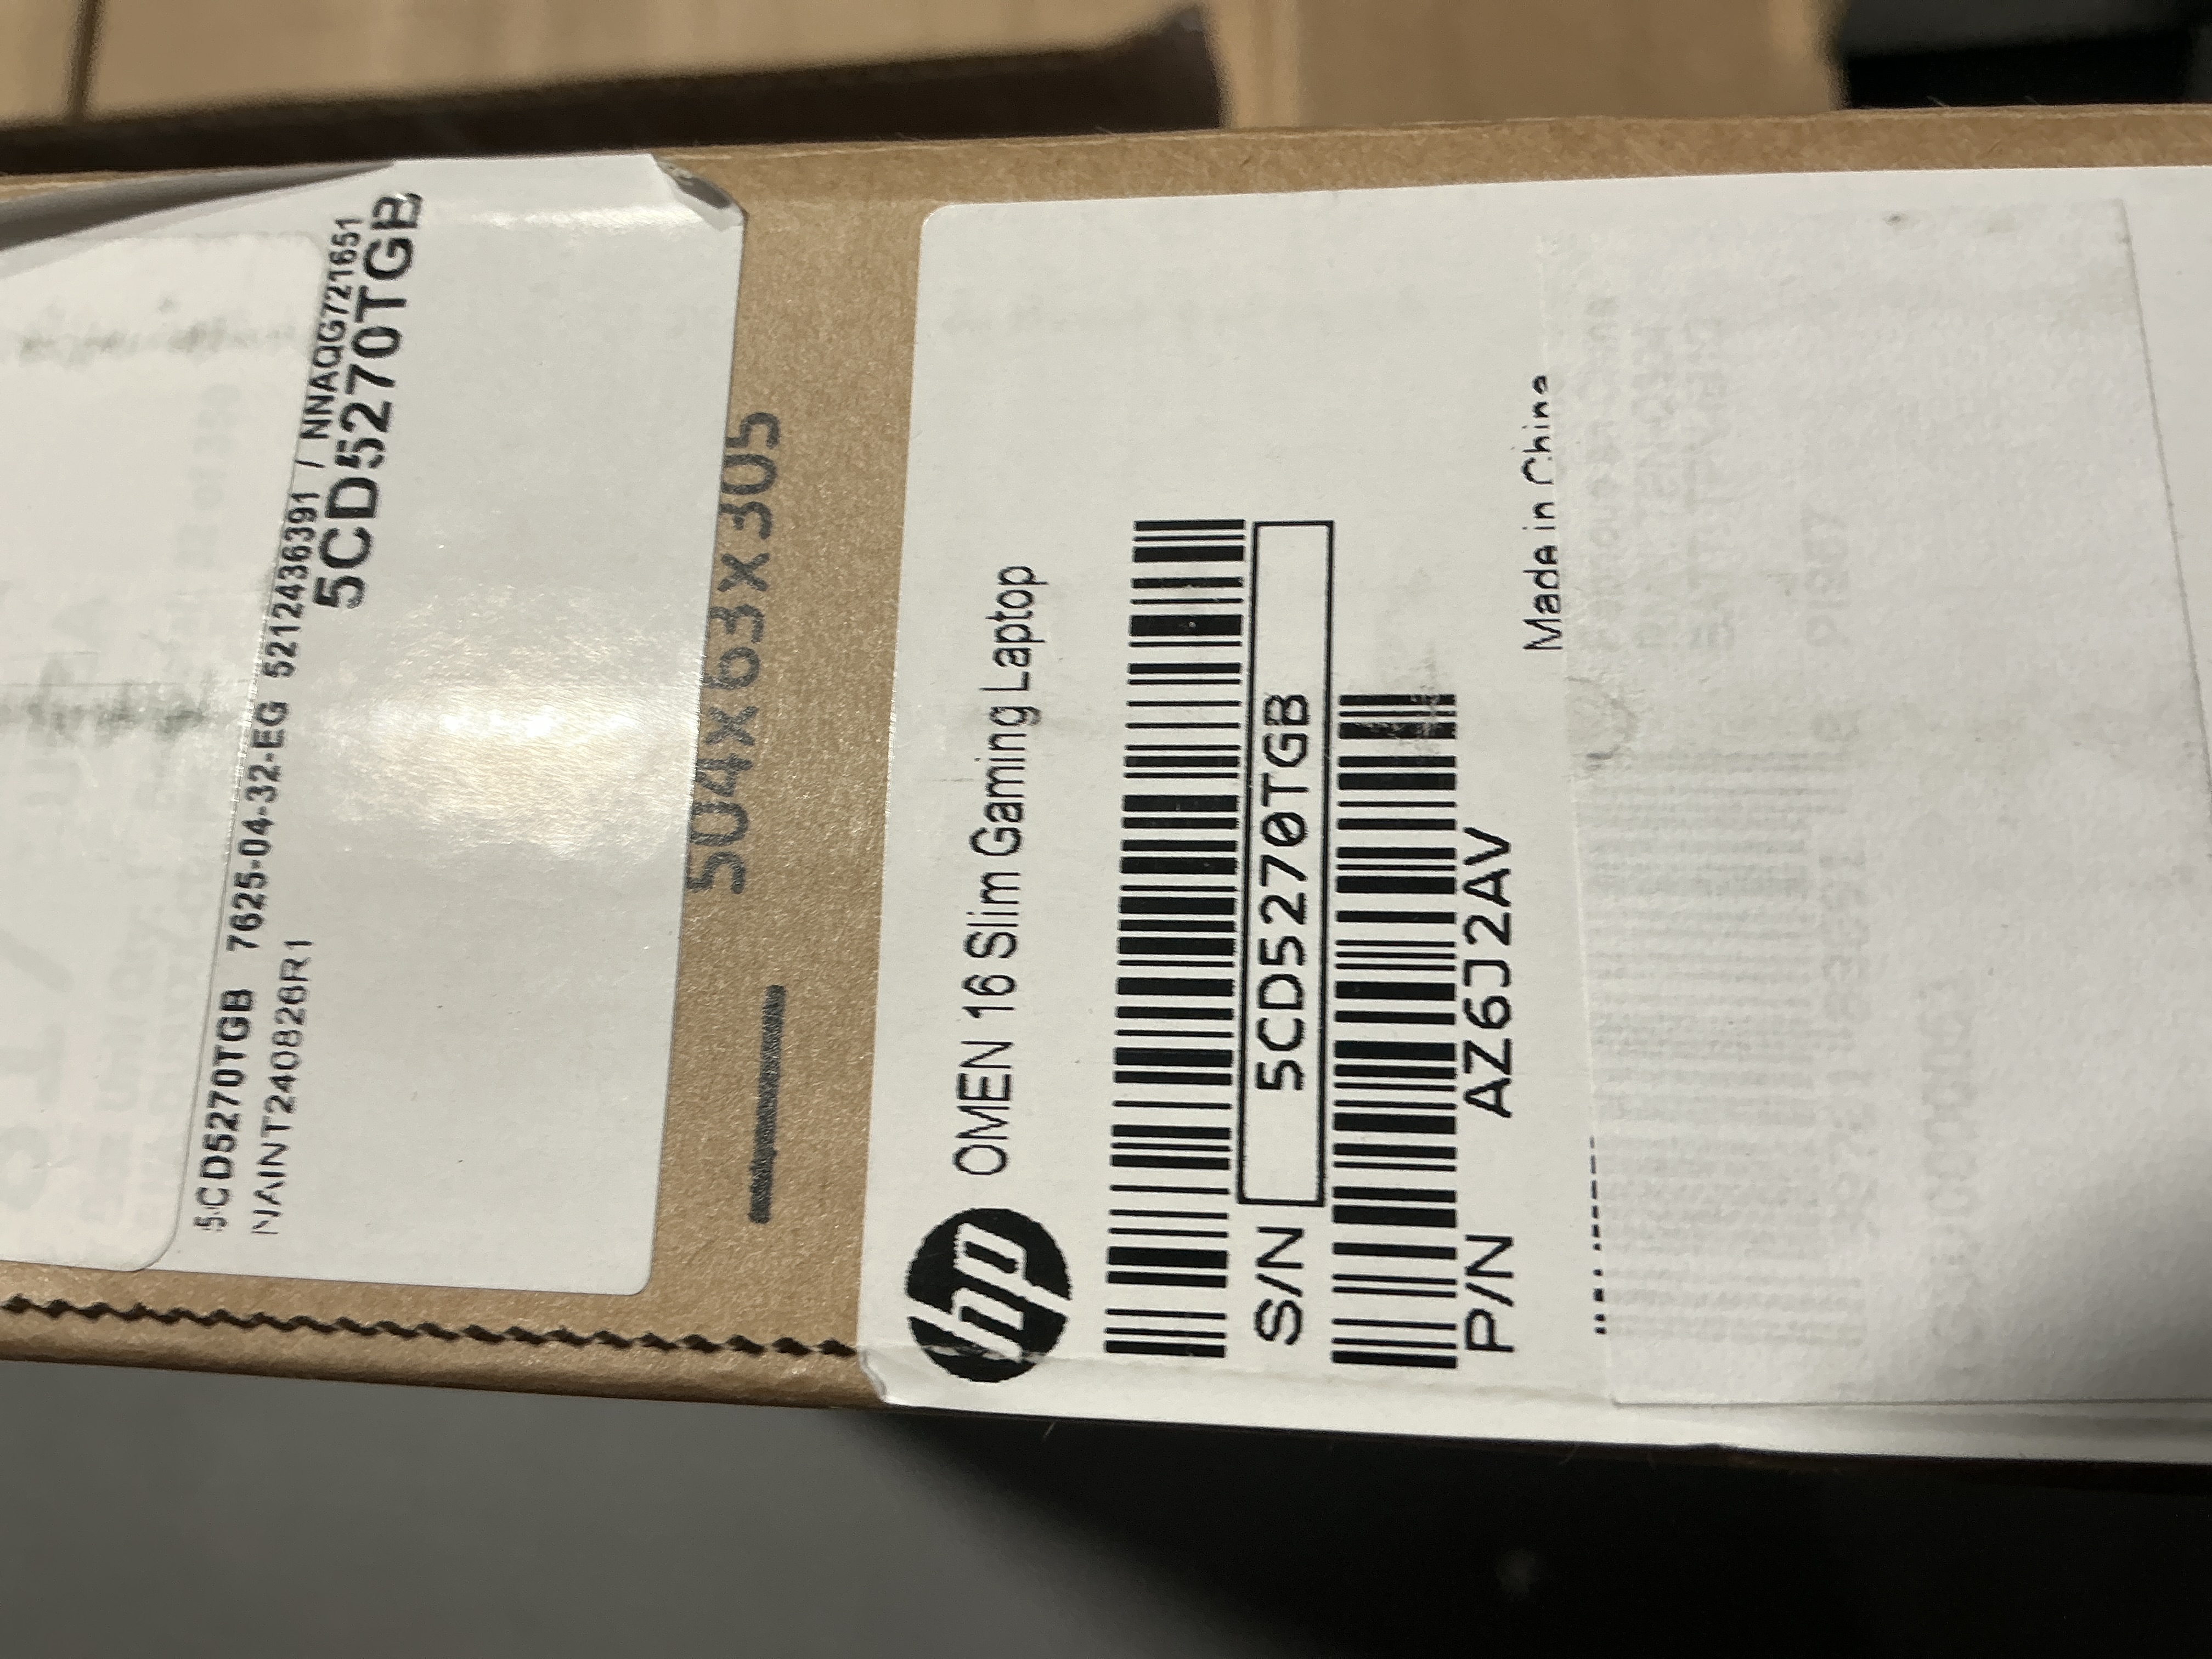 5CD5270TGB 7625-04-32-EG 5212436391 / NNAQG721651
NAINT240826R1
5CD5270TGB
504x63x305
hp
OMEN 16 Slim Gaming Laptop
S/N 5CD5270TGB
P/N AZ6J2AV
Made in China